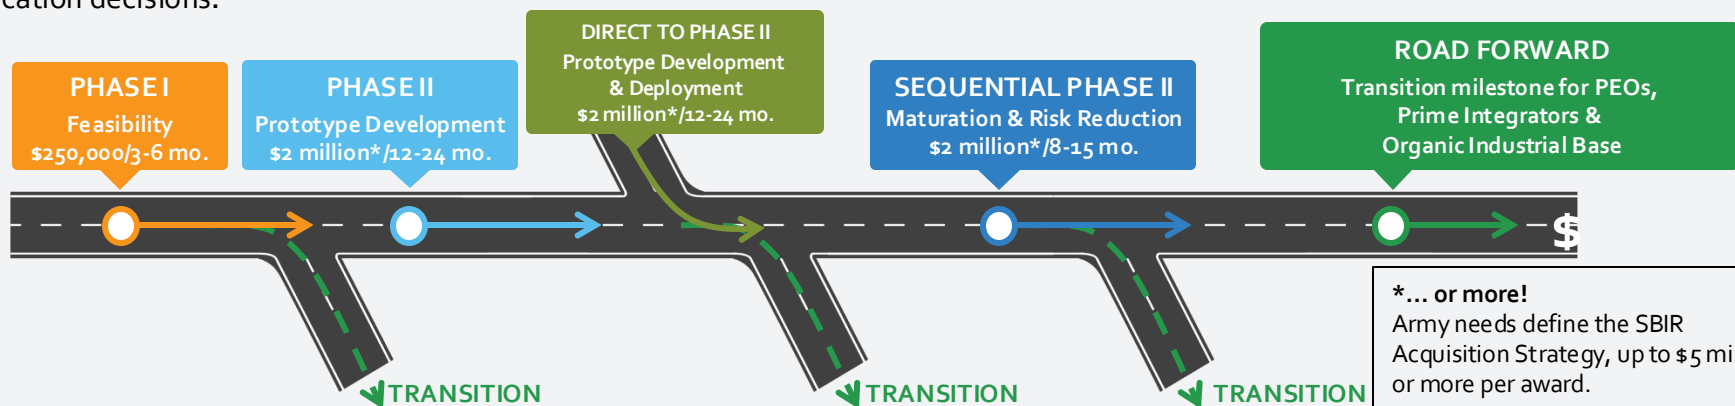 cation decisions.
PHASE I
Feasibility
$250,000/3-6 mo.
PHASE II
Prototype Development
$2 million*/12-24 mo.
DIRECT TO PHASE II
Prototype Development
& Deployment
$2 million*/12-24 mo.
SEQUENTIAL PHASE II
Maturation & Risk Reduction
$2 million*/8-15 mo.
ROAD FORWARD
Transition milestone for PEOs,
Prime Integrators &
Organic Industrial Base
$
*... or more!
Army needs define the SBIR
Acquisition Strategy, up to $5 mi
or more per award.
TRANSITION
TRANSITION
TRANSITION